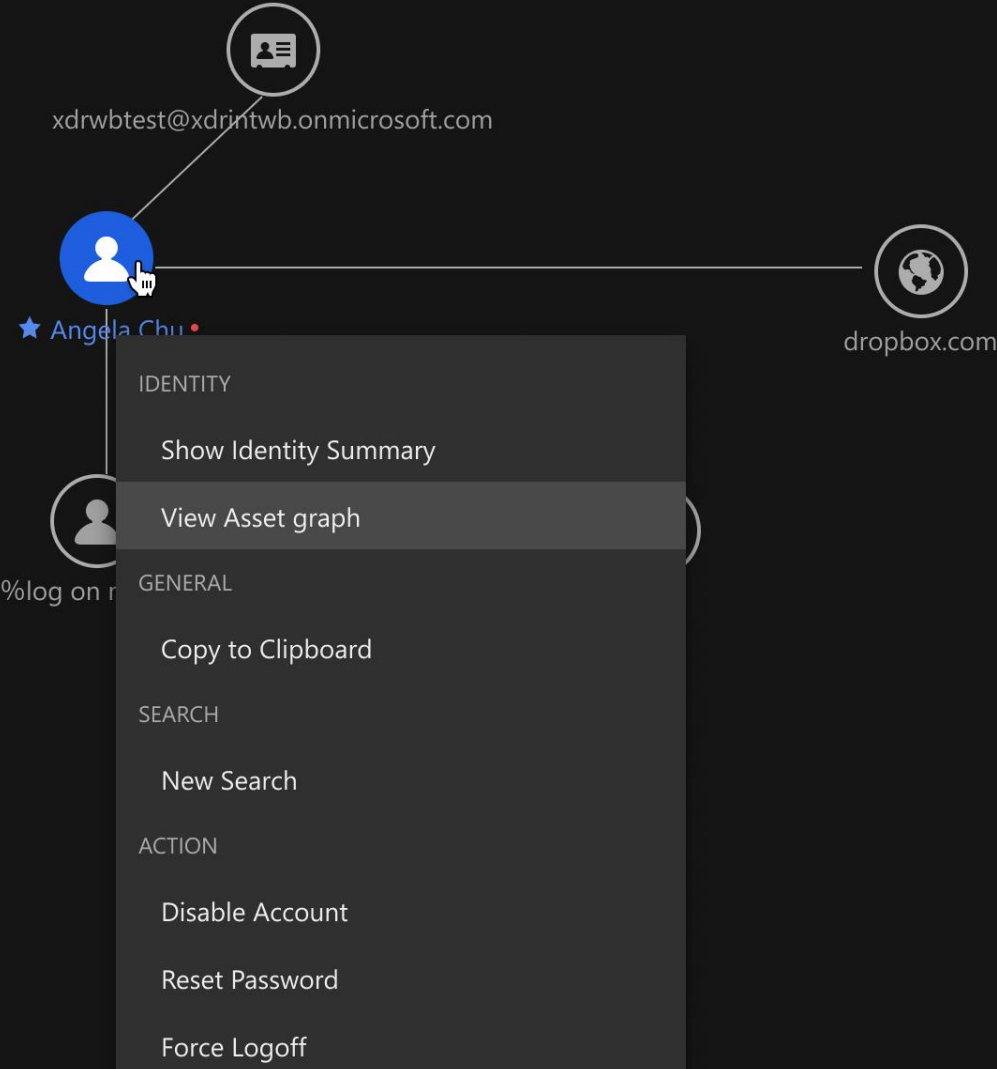 xdrwbtest@xdrintwb.onmicrosoft.com
Angela Chu
dropbox.com
IDENTITY
Show Identity Summary
View Asset graph
%log on
GENERAL
Copy to Clipboard
SEARCH
New Search
ACTION
Disable Account
Reset Password
Force Logoff